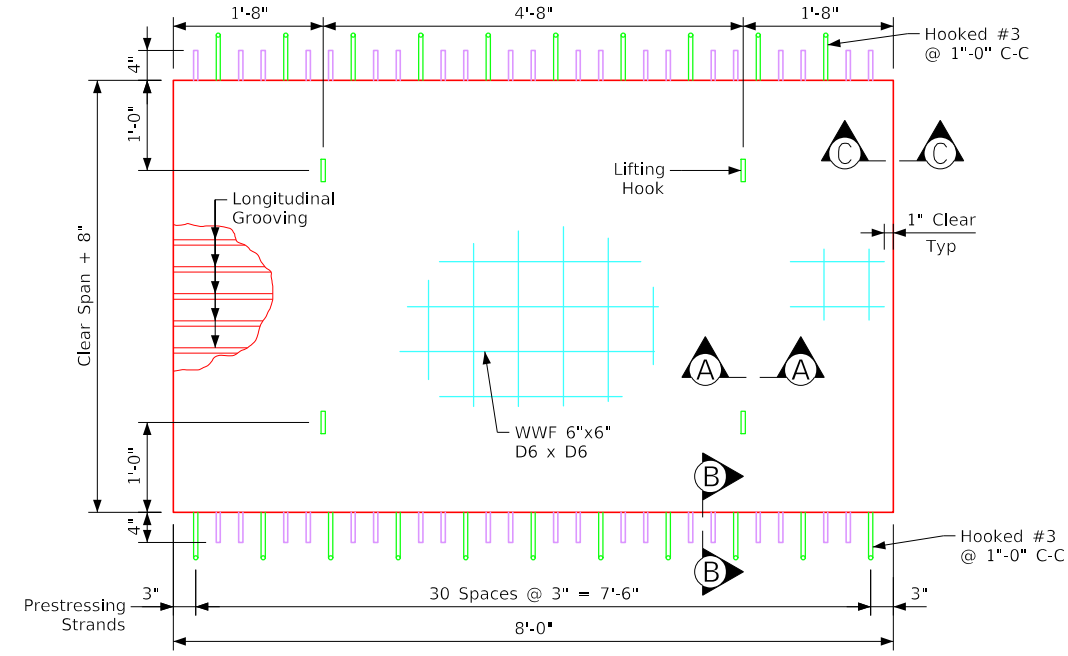 1'-8"
4'-8"
1'-8"
Hooked #3
@ 1"-0" C-C
4"
1'-0"
Lifting
Hook
C
C
Longitudinal
Grooving
1" Clear
Typ
Clear Span + 8"
A
A
WWF 6"x6"
D6 x D6
B
1'-0"
4"
Hooked #3
@ 1"-0" C-C
B
Prestressing
Strands
3"
30 Spaces @ 3" = 7'-6"
3"
8'-0"